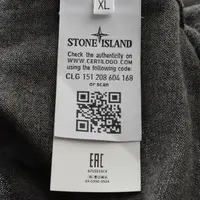 XL
STONE ISLAND
Check the authenticity
on WWW.CERTILOGO.COM
using the following code:
CLG 151 208 604 168
or scan
EAC